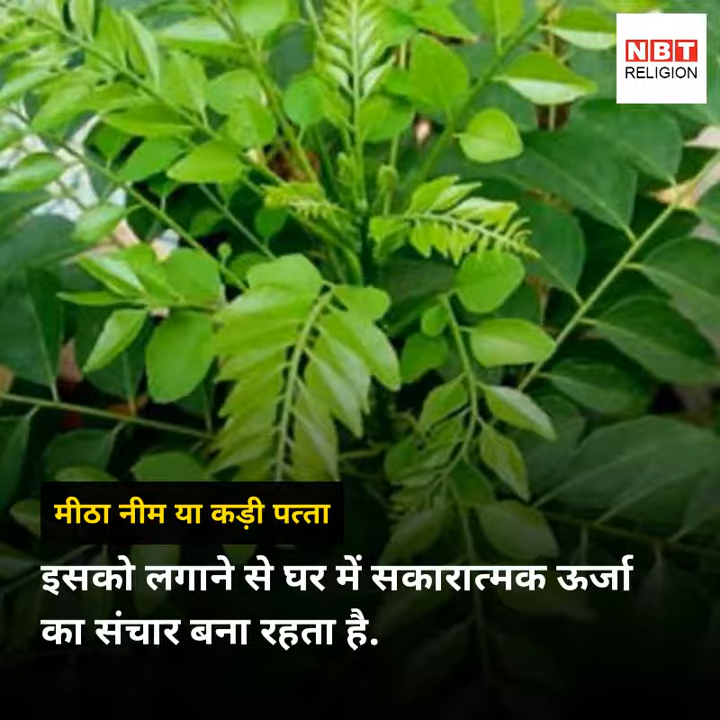 NBT
RELIGION
मीठा नीम या कड़ी पत्ता
इसको लगाने से घर में सकारात्मक ऊर्जा
का संचार बना रहता है.